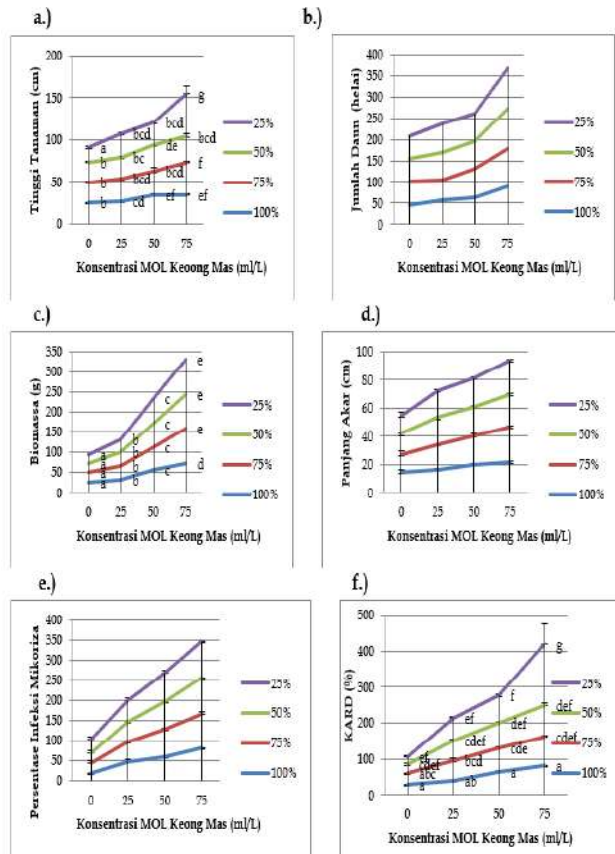 a.)
Tinggi Tanaman (cm)
200
150
100
50
0
a bcd bcd g
b bc de bcd
b bcd bcd f
b cd ef ef
0 25 50 75
Konsentrasi MOL Keoong Mas (ml/L)
25%
50%
75%
100%
b.)
Jumlah Daun (helai)
400
350
300
250
200
150
100
50
0
0 25 50 75
Konsentrasi MOL Keong Mas (ml/L)
25%
50%
75%
100%
c.)
Biomassa (g)
350
300
250
200
150
100
50
0
a b c e
a b c e
a b c e
a b c d
0 25 50 75
Konsentrasi MOL Keong Mas (ml/L)
25%
50%
75%
100%
d.)
Panjang Akar (cm)
100
80
60
40
20
0
0 25 50 75
Konsentrasi MOL Keong Mas (ml/L)
25%
50%
75%
100%
e.)
Persentase Infeksi Mikoriza
400
350
300
250
200
150
100
50
0
0 25 50 75
Konsentrasi MOL Keong Mas (ml/L)
25%
50%
75%
100%
f.)
KARD (%)
500
400
300
200
100
0
ef ef f g
cdef cdef def def
abc bcd cde cdef
a ab a a
0 25 50 75
Konsentrasi MOL Keong Mas (ml/L)
25%
50%
75%
100%